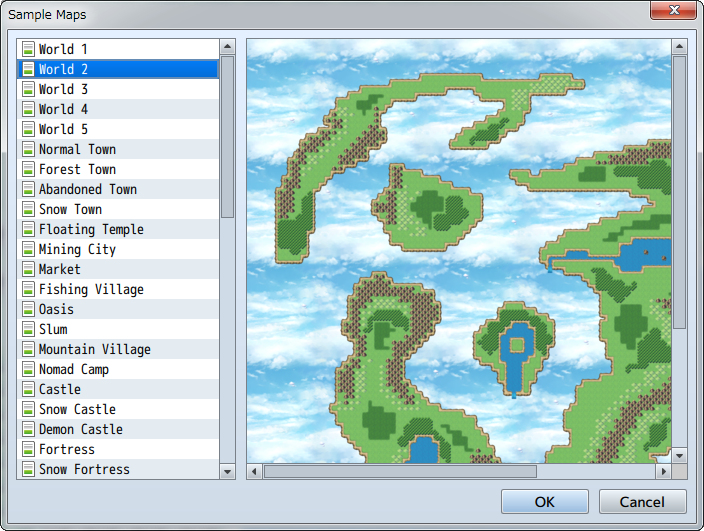 Sample Maps
World 1
World 2
World 3
World 4
World 5
Normal Town
Forest Town
Abandoned Town
Snow Town
Floating Temple
Mining City
Market
Fishing Village
Oasis
Slum
Mountain Village
Nomad Camp
Castle
Snow Castle
Demon Castle
Fortress
Snow Fortress
OK
Cancel